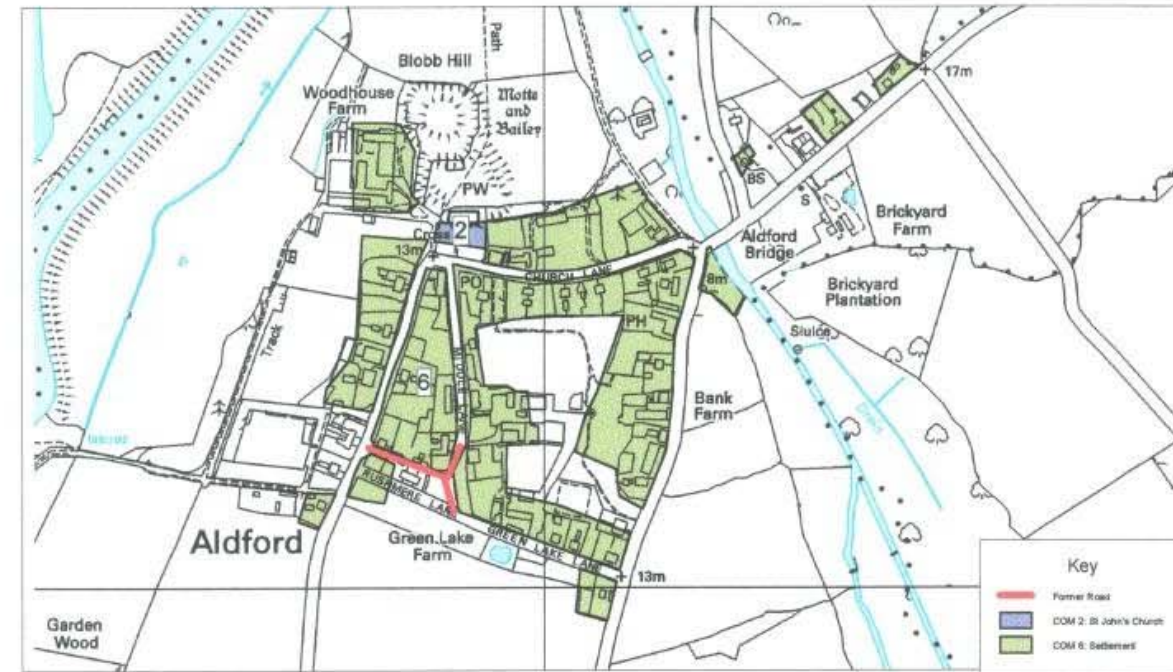 Path
17m
Blobb Hill
Woodhouse
Farm
Motte
and
Bailey
BS
PW
S
Brickyard
Farm
Cross
2
13m
Aldford
Bridge
CHURCH LANE
PO
8m
Brickyard
Plantation
PH
Sluice
Track
MIDDLE LANE
6
Bank
Farm
Drain
RUSHMERE LANE
Aldford
Green Lake
Farm
GREEN LAKE LANE
13m
Garden
Wood
Key
Former Road
COM 2: St John's Church
COM 6: Settlement